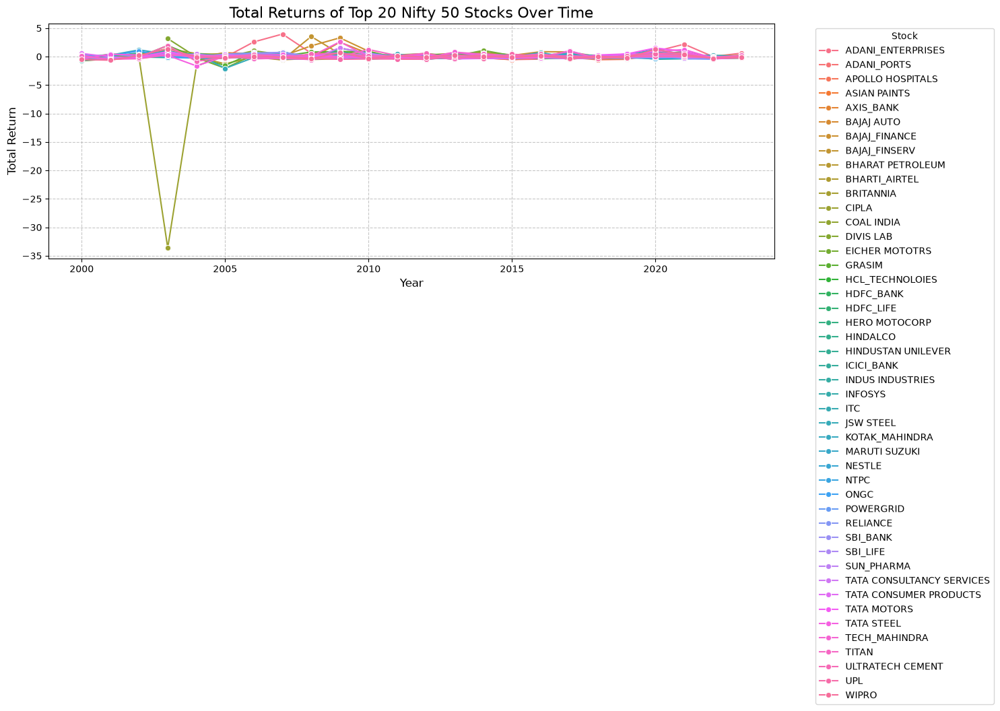 Total Returns of Top 20 Nifty 50 Stocks Over Time
5
0
−5
−10
−15
−20
−25
−30
−35
Total Return
2000
2005
2010
2015
2020
Year
Stock
ADANI_ENTERPRISES
ADANI_PORTS
APOLLO HOSPITALS
ASIAN PAINTS
AXIS_BANK
BAJAJ AUTO
BAJAJ_FINANCE
BAJAJ_FINSERV
BHARAT PETROLEUM
BHARTI_AIRTEL
BRITANNIA
CIPLA
COAL INDIA
DIVIS LAB
EICHER MOTOTRS
GRASIM
HCL_TECHNOLOIES
HDFC_BANK
HDFC_LIFE
HERO MOTOCORP
HINDALCO
HINDUSTAN UNILEVER
ICICI_BANK
INDUS INDUSTRIES
INFOSYS
ITC
JSW STEEL
KOTAK_MAHINDRA
MARUTI SUZUKI
NESTLE
NTPC
ONGC
POWERGRID
RELIANCE
SBI_BANK
SBI_LIFE
SUN_PHARMA
TATA CONSULTANCY SERVICES
TATA CONSUMER PRODUCTS
TATA MOTORS
TATA STEEL
TECH_MAHINDRA
TITAN
ULTRATECH CEMENT
UPL
WIPRO